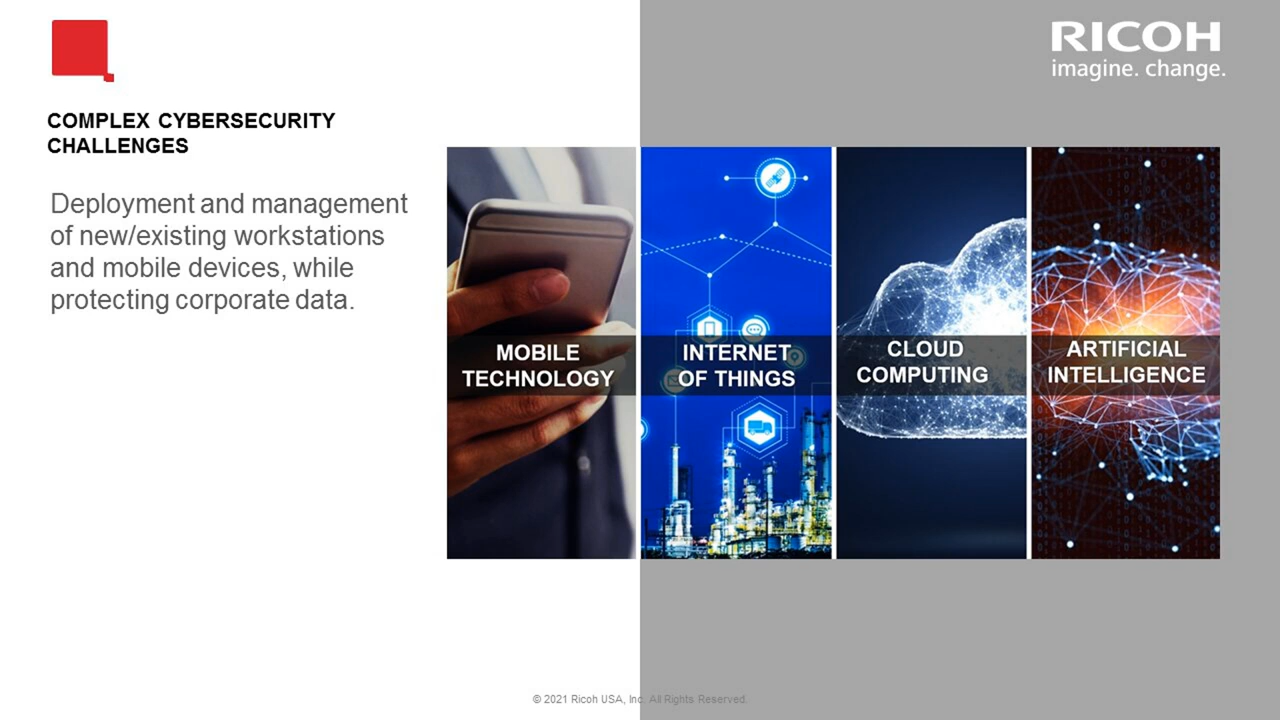 RICOH
imagine. change.
COMPLEX CYBERSECURITY
CHALLENGES
Deployment and management
of new/existing workstations
and mobile devices, while
protecting corporate data.
MOBILE
TECHNOLOGY
INTERNET
OF THINGS
CLOUD
COMPUTING
ARTIFICIAL
INTELLIGENCE
© 2021 Ricoh USA, Inc. All Rights Reserved.